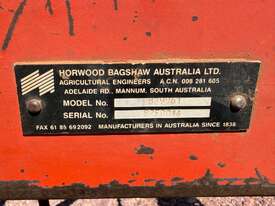 HORWOOD BAGSHAW AUSTRALIA LTD.
AGRICULTURAL ENGINEERS A.C.N. 008 281 605
ADELAIDE RD., MANNUM, SOUTH AUSTRALIA
MODEL No.
SERIAL No.
FAX 61 85 692092 MANUFACTURERS IN AUSTRALIA SINCE 1838